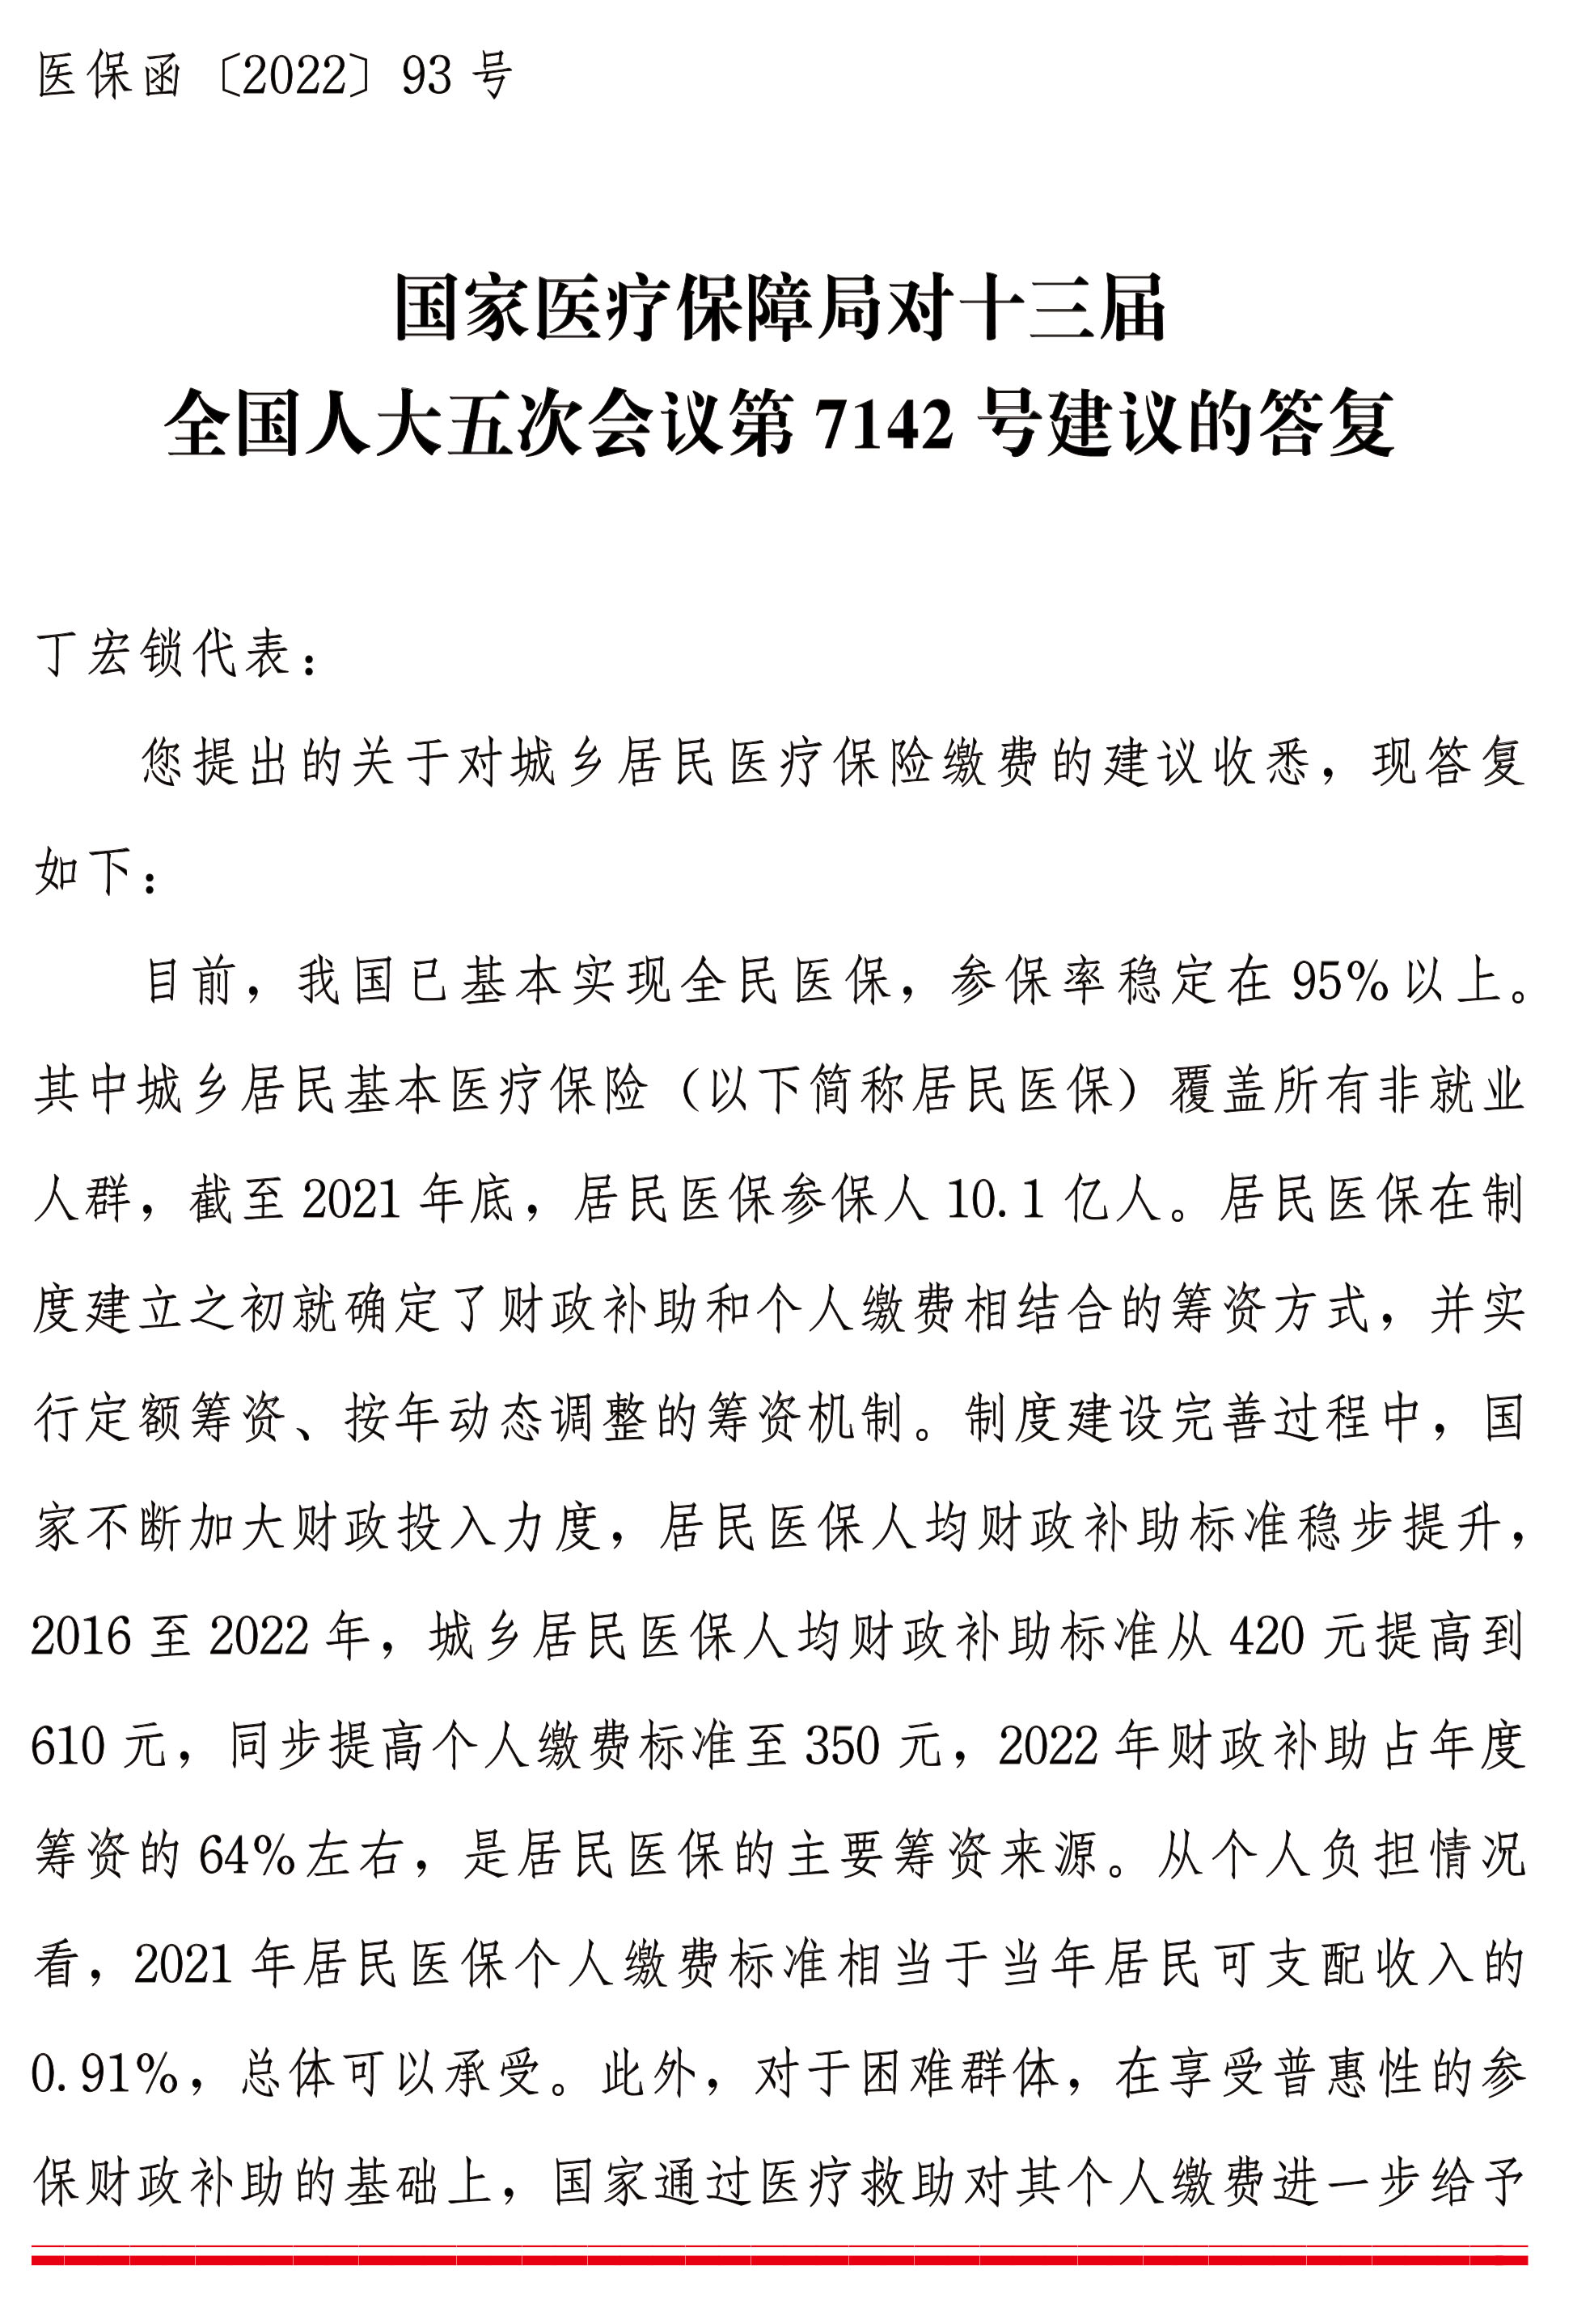 医保函〔2022〕93 号
国家医疗保障局对十三届
全国人大五次会议第 7142 号建议的答复
丁宏锁代表：
您提出的关于对城乡居民医疗保险缴费的建议收悉，现答复
如下：
目前，我国已基本实现全民医保，参保率稳定在 95%以上。
其中城乡居民基本医疗保险（以下简称居民医保）覆盖所有非就业
人群，截至 2021 年底，居民医保参保人 10.1 亿人。居民医保在制
度建立之初就确定了财政补助和个人缴费相结合的筹资方式，并实
行定额筹资、按年动态调整的筹资机制。制度建设完善过程中，国
家不断加大财政投入力度，居民医保人均财政补助标准稳步提升，
2016 至 2022 年，城乡居民医保人均财政补助标准从 420 元提高到
610 元，同步提高个人缴费标准至 350 元，2022 年财政补助占年度
筹资的 64%左右，是居民医保的主要筹资来源。从个人负担情况
看，2021 年居民医保个人缴费标准相当于当年居民可支配收入的
0.91%，总体可以承受。此外，对于困难群体，在享受普惠性的参
保财政补助的基础上，国家通过医疗救助对其个人缴费进一步给予